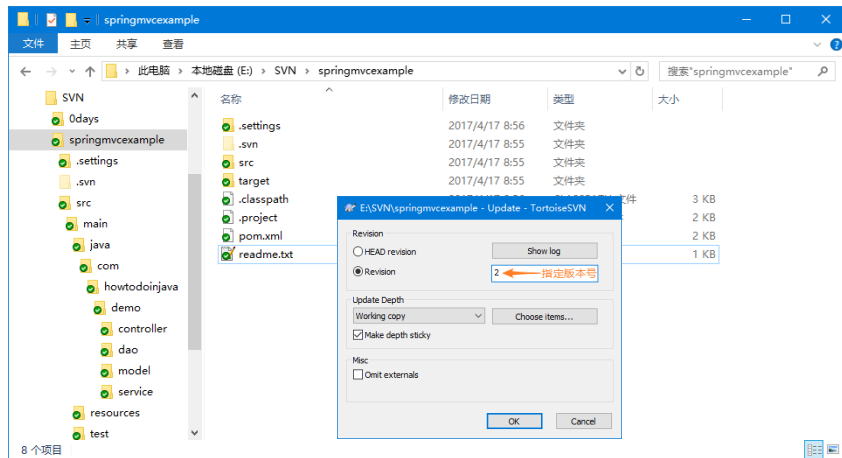 springmvcexample
文件 主页 共享 查看
此电脑 › 本地磁盘 (E:) › SVN › springmvcexample
搜索"springmvcexample"
SVN
0days
springmvcexample
.settings
.svn
src
main
java
com
howtodoinjava
demo
controller
dao
model
service
resources
test
名称 修改日期 类型 大小
.settings 2017/4/17 8:56 文件夹
.svn 2017/4/17 8:55 文件夹
src 2017/4/17 8:55 文件夹
target 2017/4/17 8:55 文件夹
.classpath 文件 3 KB
.project 2 KB
pom.xml 2 KB
readme.txt 1 KB
E:\SVN\springmvcexample - Update - TortoiseSVN
Revision
HEAD revision Show log
Revision 2 指定版本号
Update Depth
Working copy Choose items...
Make depth sticky
Misc
Omit externals
OK Cancel
8 个项目